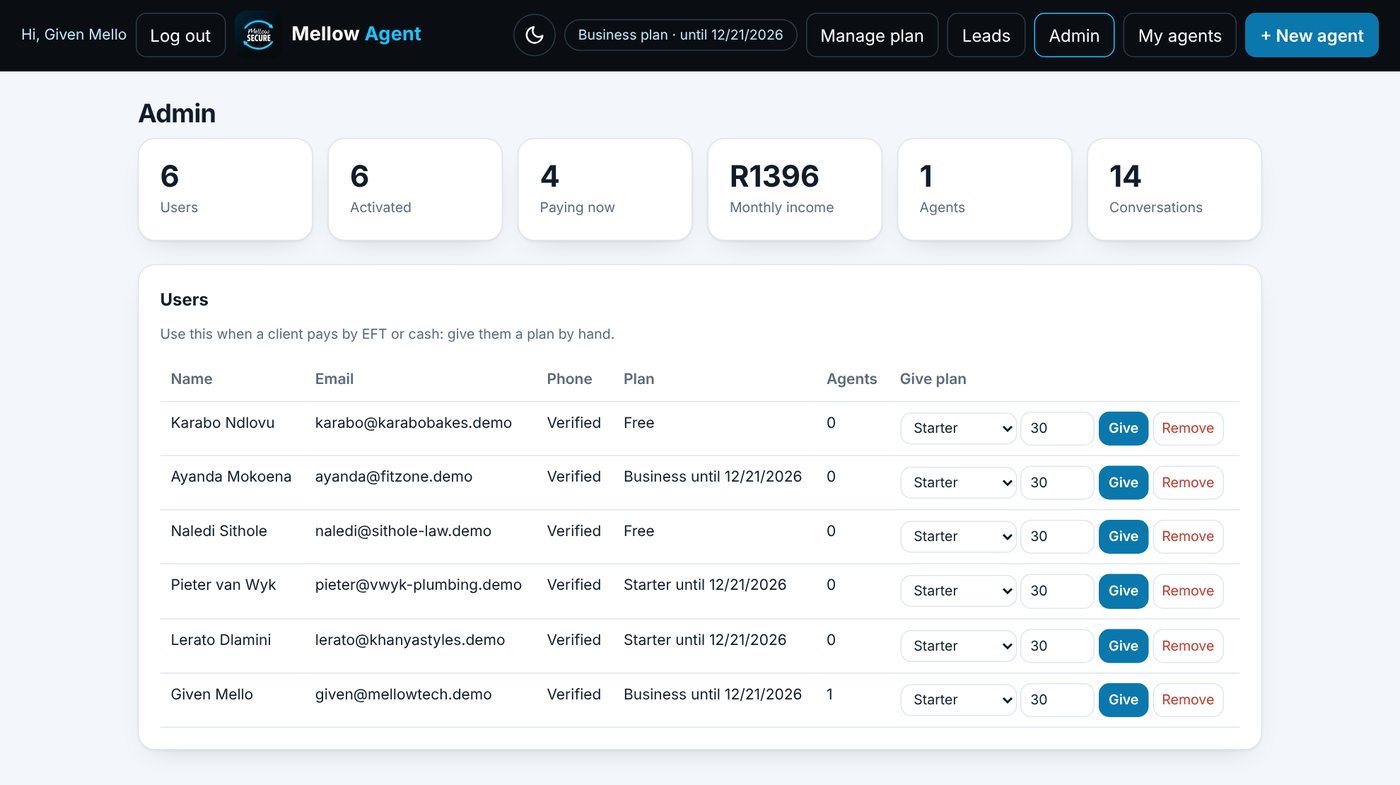 Hi, Given Mello Log out Mellow SECURE Mellow Agent Business plan · until 12/21/2026 Manage plan Leads Admin My agents + New agent
Admin
6 6 4 R1396 1 14
Users Activated Paying now Monthly income Agents Conversations
Users
Use this when a client pays by EFT or cash: give them a plan by hand.
Name Email Phone Plan Agents Give plan
Karabo Ndlovu karabo@karabobakes.demo Verified Free 0 Starter 30 Give Remove
Ayanda Mokoena ayanda@fitzone.demo Verified Business until 12/21/2026 0 Starter 30 Give Remove
Naledi Sithole naledi@sithole-law.demo Verified Free 0 Starter 30 Give Remove
Pieter van Wyk pieter@vwyk-plumbing.demo Verified Starter until 12/21/2026 0 Starter 30 Give Remove
Lerato Dlamini lerato@khanyastyles.demo Verified Starter until 12/21/2026 0 Starter 30 Give Remove
Given Mello given@mellowtech.demo Verified Business until 12/21/2026 1 Starter 30 Give Remove